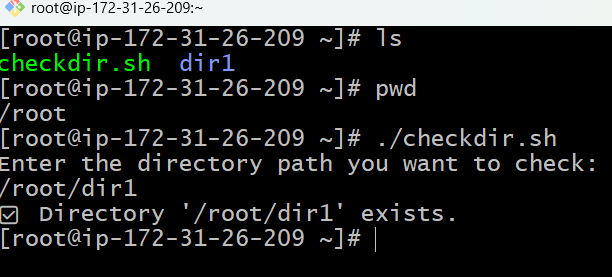 root@ip-172-31-26-209:~
[root@ip-172-31-26-209 ~]# ls
checkdir.sh  dir1
[root@ip-172-31-26-209 ~]# pwd
/root
[root@ip-172-31-26-209 ~]# ./checkdir.sh
Enter the directory path you want to check:
/root/dir1
☑ Directory '/root/dir1' exists.
[root@ip-172-31-26-209 ~]#